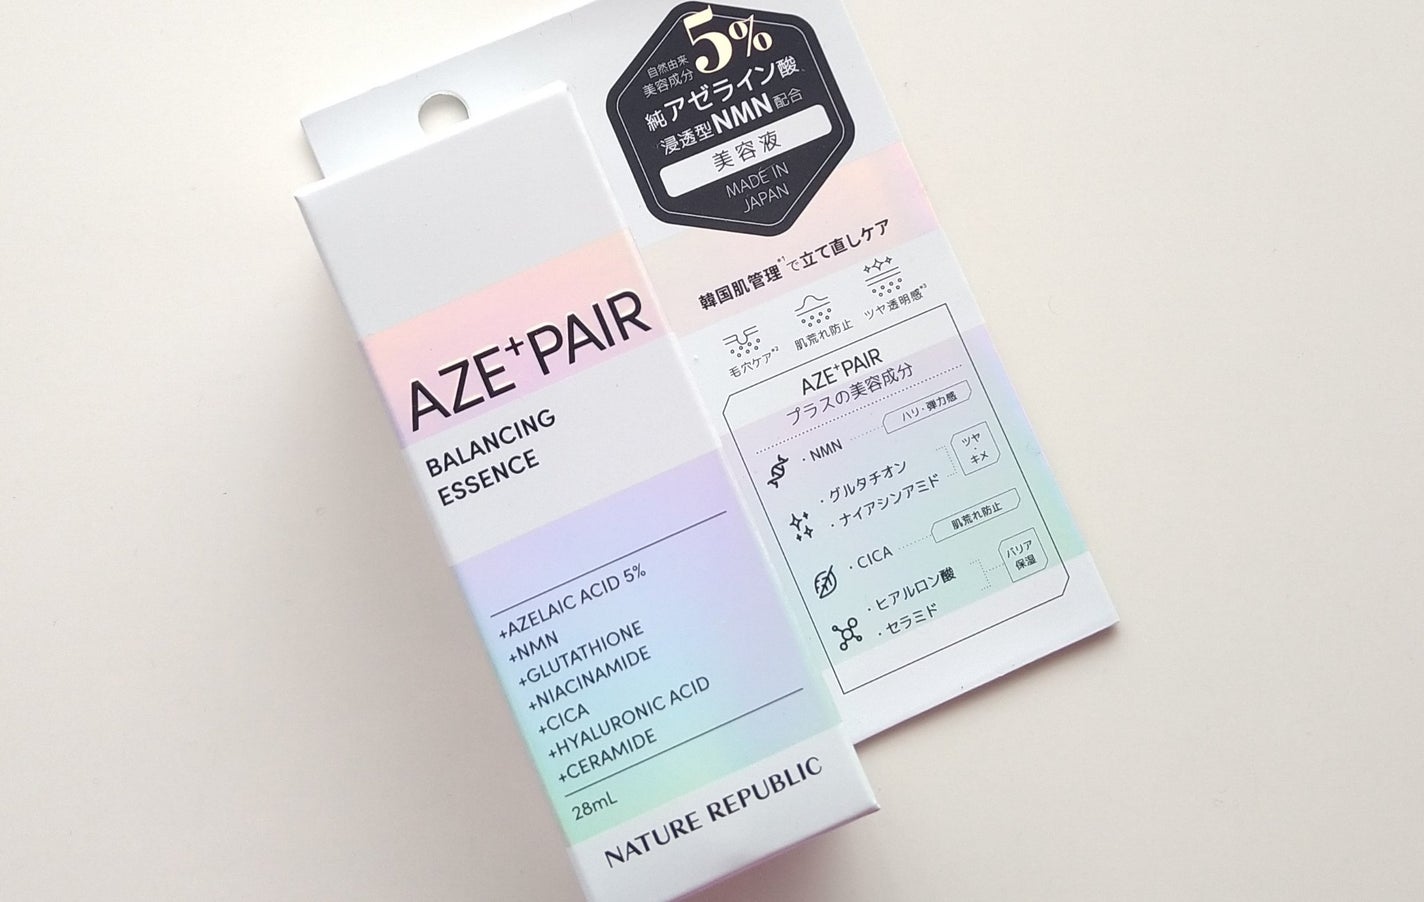 AZE+PAIR
BALANCING
ESSENCE
+AZELAIC ACID 5%
+NMN
+GLUTATHIONE
+NIACINAMIDE
+CICA
+HYALURONIC ACID
+CERAMIDE
28mL
NATURE REPUBLIC
自然由来
美容成分
5%
純アゼライン酸、
浸透型NMN配合
美容液
MADE IN
JAPAN
韓国肌管理※1で立て直しケア
毛穴ケア※2
肌荒れ防止
ツヤ透明感※3
AZE+PAIR
プラスの美容成分
・NMN
ハリ・弾力感
・グルタチオン
・ナイアシンアミド
ツヤ
・
キメ
・CICA
肌荒れ防止
・ヒアルロン酸
・セラミド
バリア
保湿